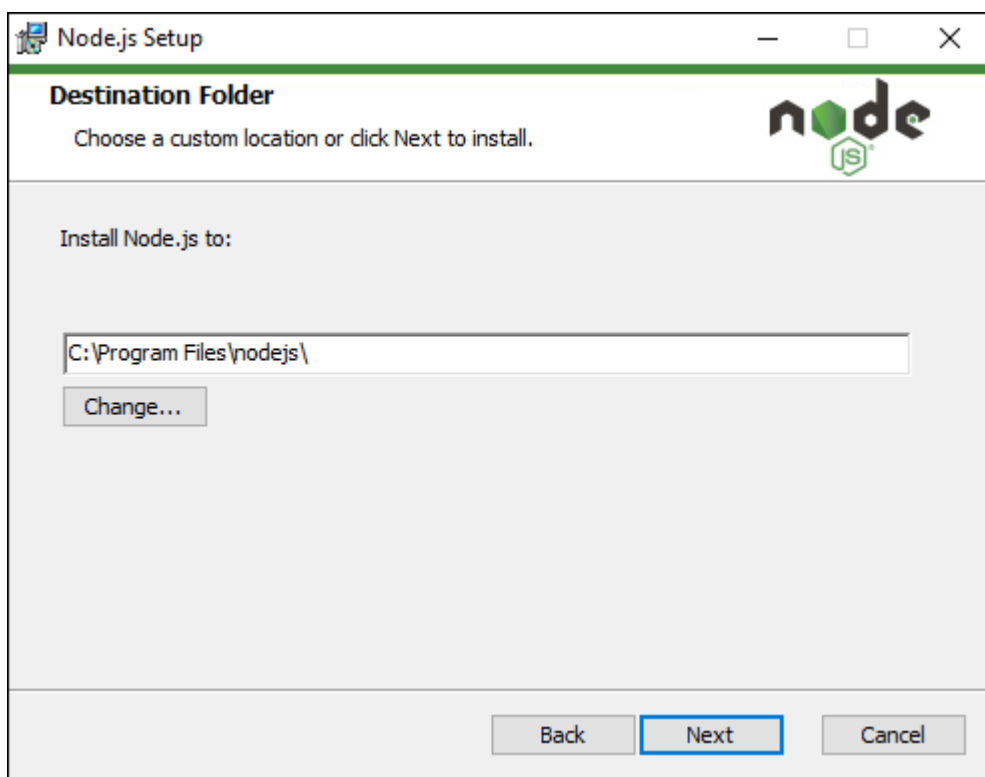 Node.js Setup
Destination Folder
Choose a custom location or click Next to install.
node
JS®
Install Node.js to:
C:\Program Files\nodejs\
Change...
Back Next Cancel